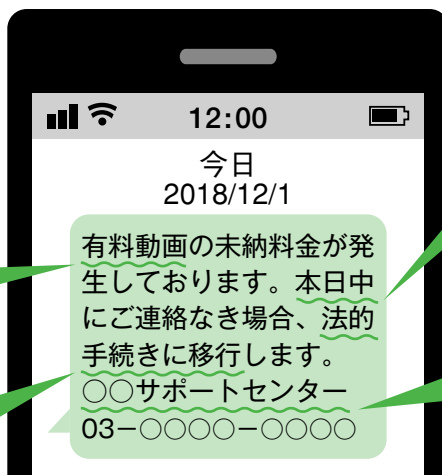 12:00
今日
2018/12/1
有料動画の未納料金が発
生しております。本日中
にご連絡なき場合、法的
手続きに移行します。
○○サポートセンター
03−○○○○−○○○○